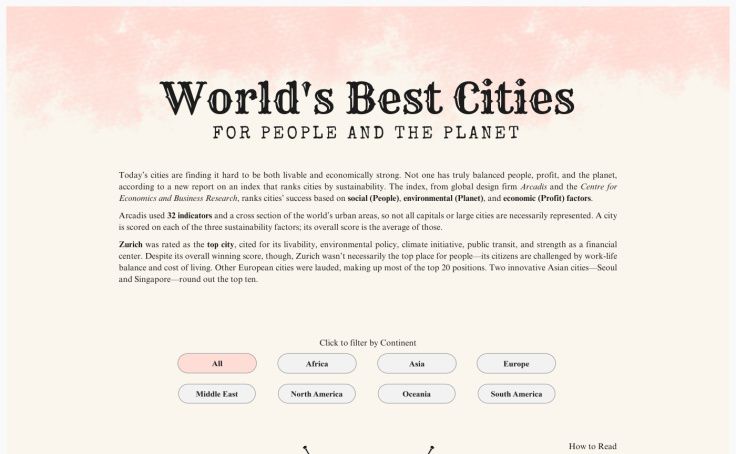 World's Best Cities
FOR PEOPLE AND THE PLANET
Today's cities are finding it hard to be both livable and economically strong. Not one has truly balanced people, profit, and the planet,
according to a new report on an index that ranks cities by sustainability. The index, from global design firm Arcadis and the Centre for
Economics and Business Research, ranks cities' success based on social (People), environmental (Planet), and economic (Profit) factors.
Arcadis used 32 indicators and a cross section of the world's urban areas, so not all capitals or large cities are necessarily represented. A city
is scored on each of the three sustainability factors; its overall score is the average of those.
Zurich was rated as the top city, cited for its livability, environmental policy, climate initiative, public transit, and strength as a financial
center. Despite its overall winning score, though, Zurich wasn't necessarily the top place for people—its citizens are challenged by work-life
balance and cost of living. Other European cities were lauded, making up most of the top 20 positions. Two innovative Asian cities—Seoul
and Singapore—round out the top ten.
Click to filter by Continent
All
Africa
Asia
Europe
Middle East
North America
Oceania
South America
How to Read